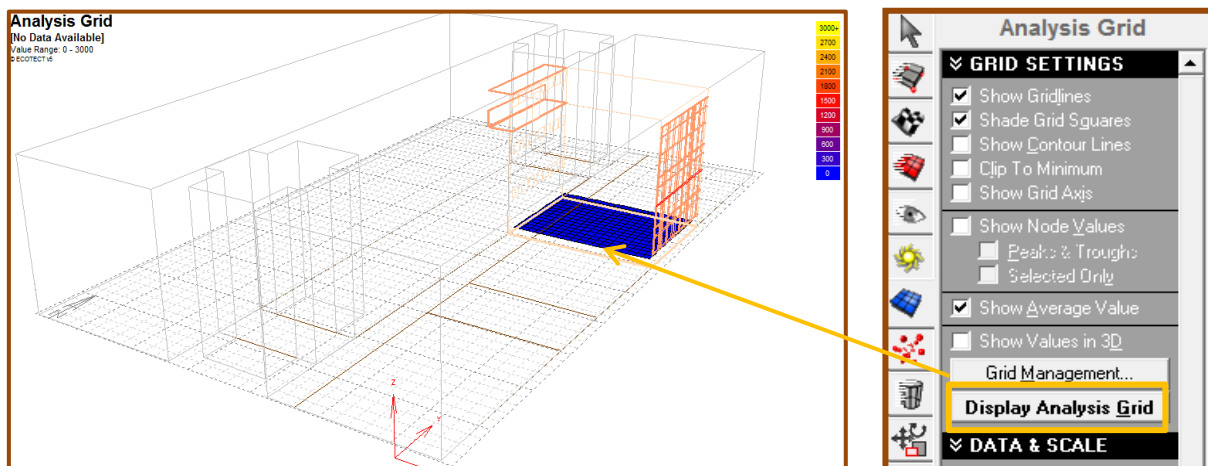 Analysis Grid
[No Data Available]
Value Range: 0 - 3000
© ECOTECT v5
3000+
2700
2400
2100
1800
1500
1200
900
600
300
0
Z
Y
Analysis Grid
GRID SETTINGS
Show Gridlines
Shade Grid Squares
Show Contour Lines
Clip To Minimum
Show Grid Axis
Show Node Values
Peaks & Troughs
Selected Only
Show Average Value
Show Values in 3D
Grid Management...
Display Analysis Grid
DATA & SCALE